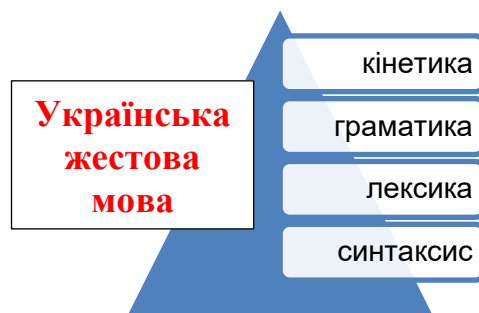 Українська
жестова
мова
кінетика
граматика
лексика
синтаксис